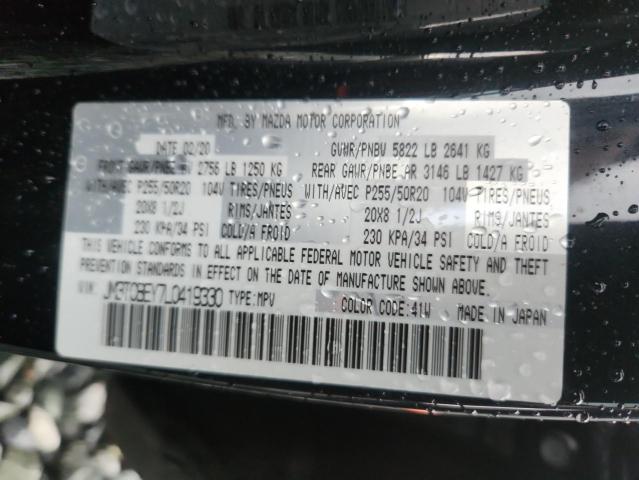 MFD. BY MAZDA MOTOR CORPORATION
DATE 02/20 GVWR/PNBV 5822 LB 2641 KG
FRONT GAWR/PNBE AV 2756 LB 1250 KG REAR GAWR/PNBE AR 3146 LB 1427 KG
WITH/AVEC P255/50R20 104V TIRES/PNEUS WITH/AVEC P255/50R20 104V TIRES/PNEUS
20X8 1/2J RIMS/JANTES 20X8 1/2J RIMS/JANTES
230 KPA/34 PSI COLD/A FROID 230 KPA/34 PSI COLD/A FROID
THIS VEHICLE CONFORMS TO ALL APPLICABLE FEDERAL MOTOR VEHICLE SAFETY AND THEFT
PREVENTION STANDARDS IN EFFECT ON THE DATE OF MANUFACTURE SHOWN ABOVE.
VIN: JM3TCBEY7L0419330 TYPE:MPV COLOR CODE:41W MADE IN JAPAN